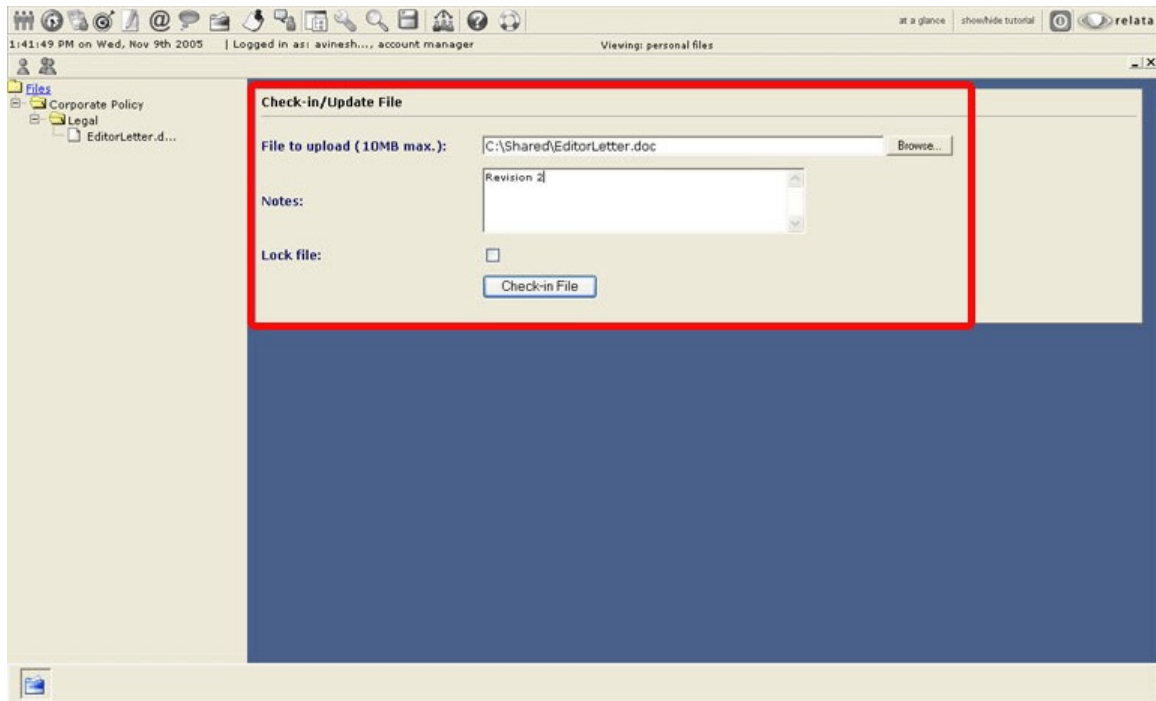 at a glance show/hide tutorial relata
1:41:49 PM on Wed, Nov 9th 2005 | Logged in as: avinesh..., account manager Viewing: personal files
Files
Corporate Policy
Legal
EditorLetter.d...
Check-in/Update File
File to upload (10MB max.): C:\Shared\EditorLetter.doc Browse...
Notes: Revision 2
Lock file:
Check-in File